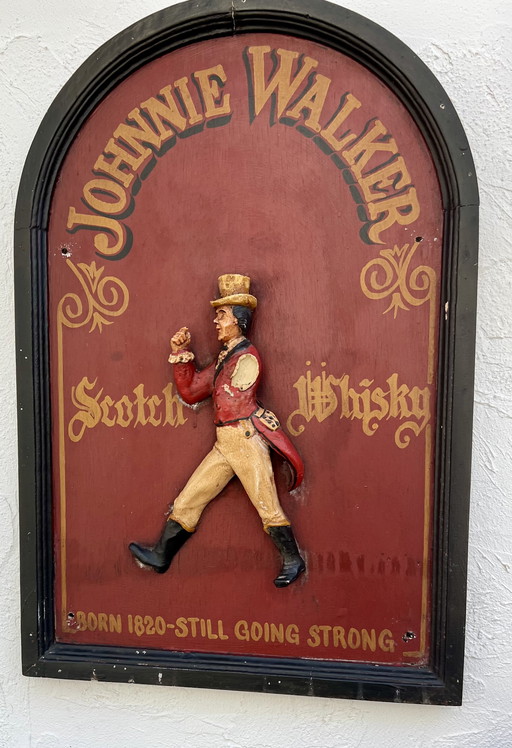 JOHNNIE WALKER
Scotch Whisky
BORN 1820-STILL GOING STRONG